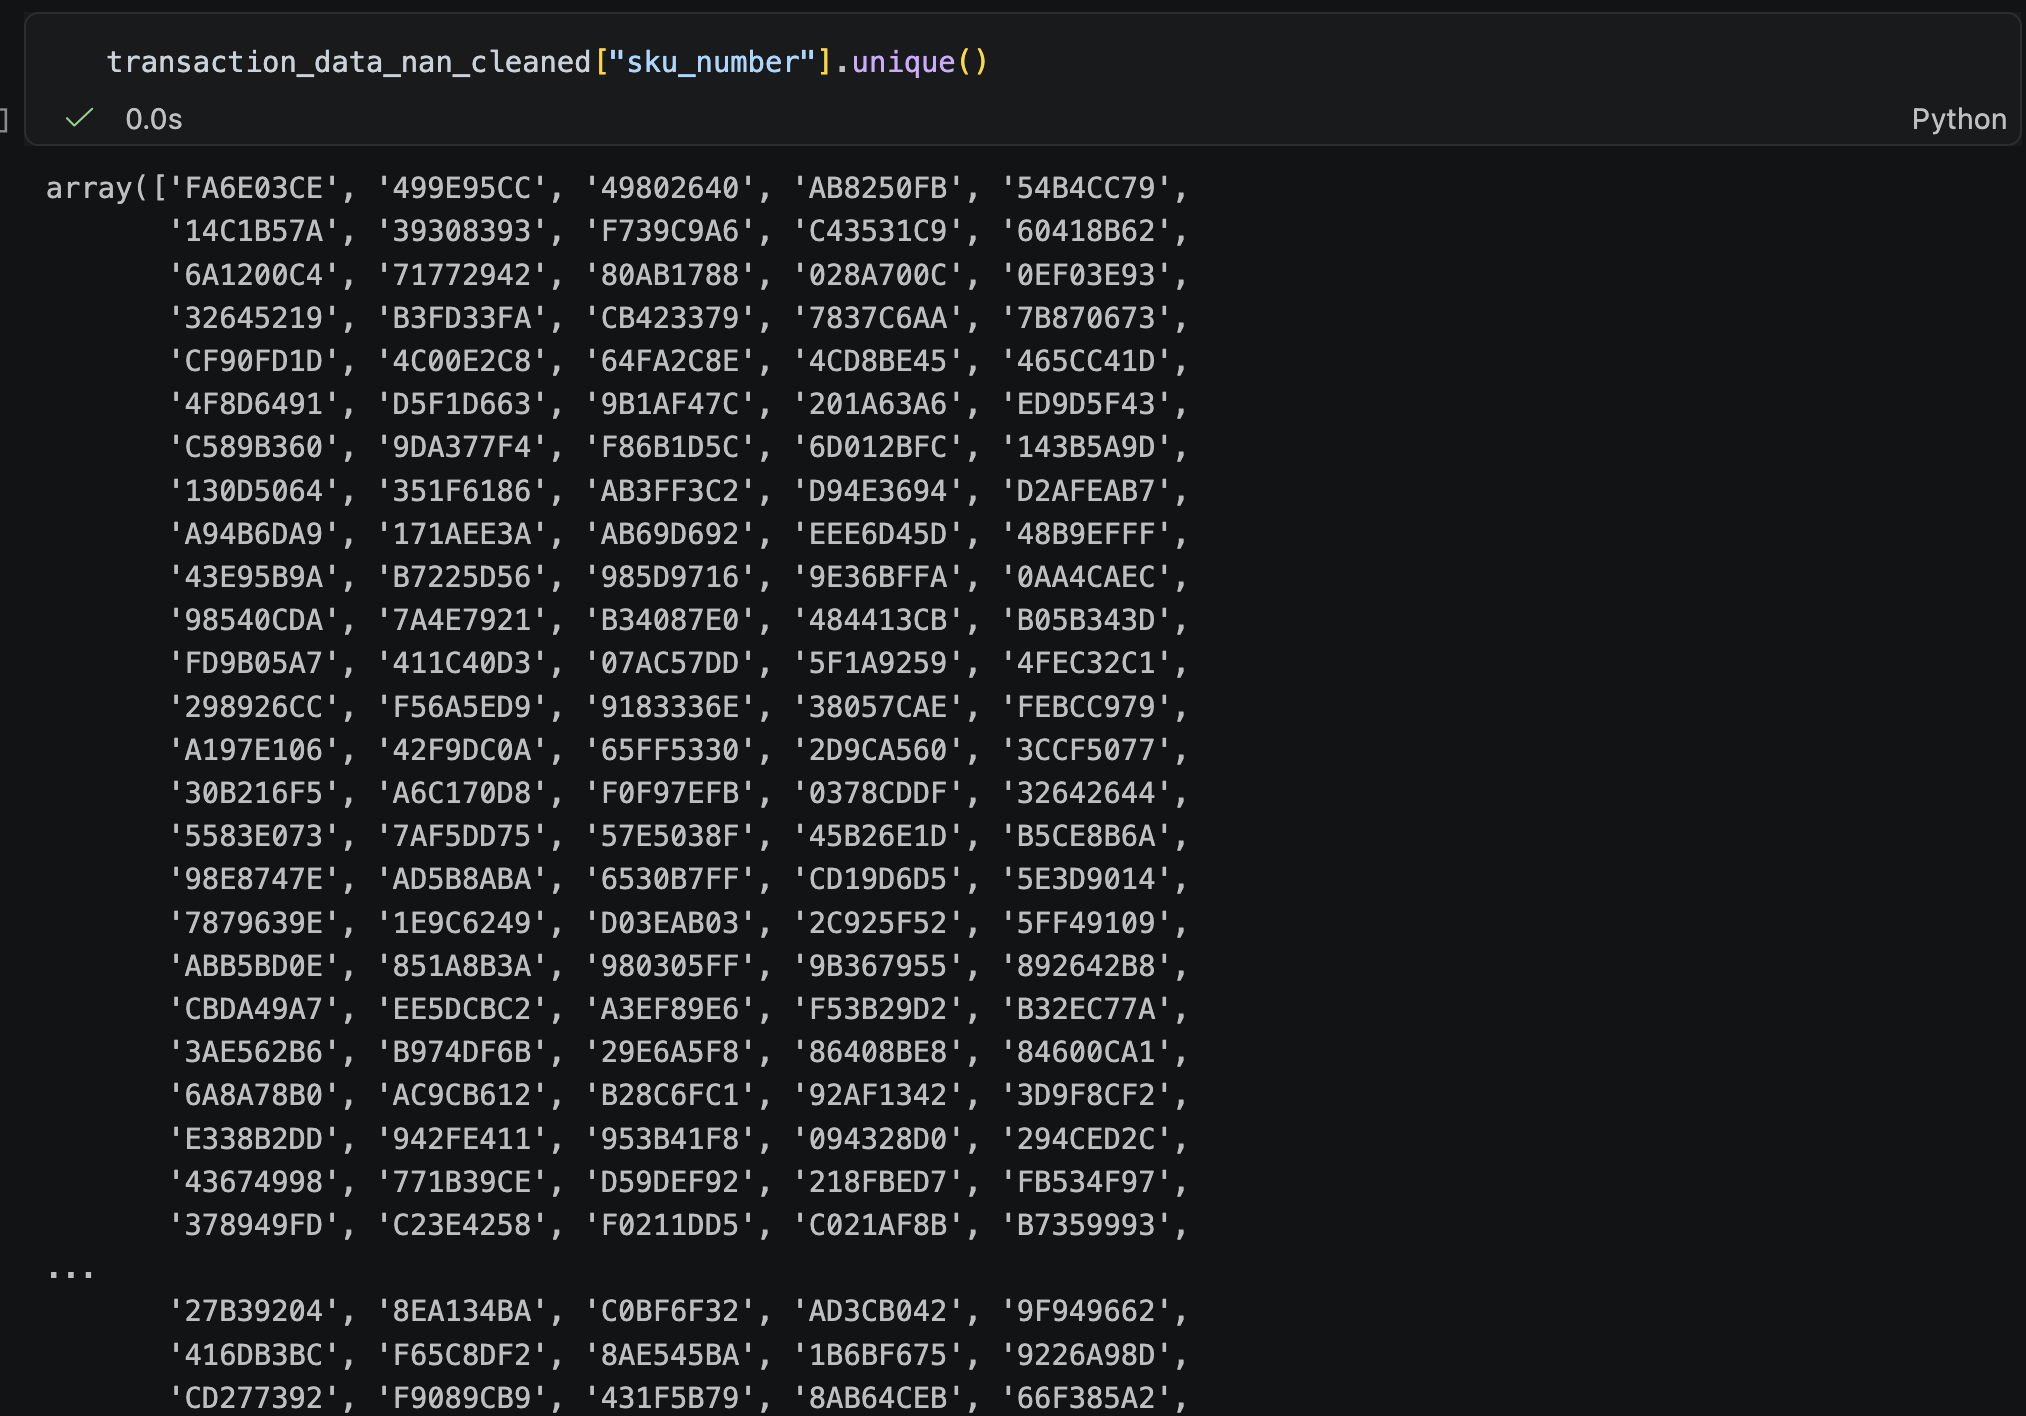 transaction_data_nan_cleaned["sku_number"].unique()
0.0s
Python
array(['FA6E03CE', '499E95CC', '49802640', 'AB8250FB', '54B4CC79',
'14C1B57A', '39308393', 'F739C9A6', 'C43531C9', '60418B62',
'6A1200C4', '71772942', '80AB1788', '028A700C', '0EF03E93',
'32645219', 'B3FD33FA', 'CB423379', '7837C6AA', '7B870673',
'CF90FD1D', '4C00E2C8', '64FA2C8E', '4CD8BE45', '465CC41D',
'4F8D6491', 'D5F1D663', '9B1AF47C', '201A63A6', 'ED9D5F43',
'C589B360', '9DA377F4', 'F86B1D5C', '6D012BFC', '143B5A9D',
'130D5064', '351F6186', 'AB3FF3C2', 'D94E3694', 'D2AFEAB7',
'A94B6DA9', '171AEE3A', 'AB69D692', 'EEE6D45D', '48B9EFFF',
'43E95B9A', 'B7225D56', '985D9716', '9E36BFFA', '0AA4CAEC',
'98540CDA', '7A4E7921', 'B34087E0', '484413CB', 'B05B343D',
'FD9B05A7', '411C40D3', '07AC57DD', '5F1A9259', '4FEC32C1',
'298926CC', 'F56A5ED9', '9183336E', '38057CAE', 'FEBCC979',
'A197E106', '42F9DC0A', '65FF5330', '2D9CA560', '3CCF5077',
'30B216F5', 'A6C170D8', 'F0F97EFB', '0378CDDF', '32642644',
'5583E073', '7AF5DD75', '57E5038F', '45B26E1D', 'B5CE8B6A',
'98E8747E', 'AD5B8ABA', '6530B7FF', 'CD19D6D5', '5E3D9014',
'7879639E', '1E9C6249', 'D03EAB03', '2C925F52', '5FF49109',
'ABB5BD0E', '851A8B3A', '980305FF', '9B367955', '892642B8',
'CBDA49A7', 'EE5DCBC2', 'A3EF89E6', 'F53B29D2', 'B32EC77A',
'3AE562B6', 'B974DF6B', '29E6A5F8', '86408BE8', '84600CA1',
'6A8A78B0', 'AC9CB612', 'B28C6FC1', '92AF1342', '3D9F8CF2',
'E338B2DD', '942FE411', '953B41F8', '094328D0', '294CED2C',
'43674998', '771B39CE', 'D59DEF92', '218FBED7', 'FB534F97',
'378949FD', 'C23E4258', 'F0211DD5', 'C021AF8B', 'B7359993',
...
'27B39204', '8EA134BA', 'C0BF6F32', 'AD3CB042', '9F949662',
'416DB3BC', 'F65C8DF2', '8AE545BA', '1B6BF675', '9226A98D',
'CD277392', 'F9089CB9', '431F5B79', '8AB64CEB', '66F385A2',